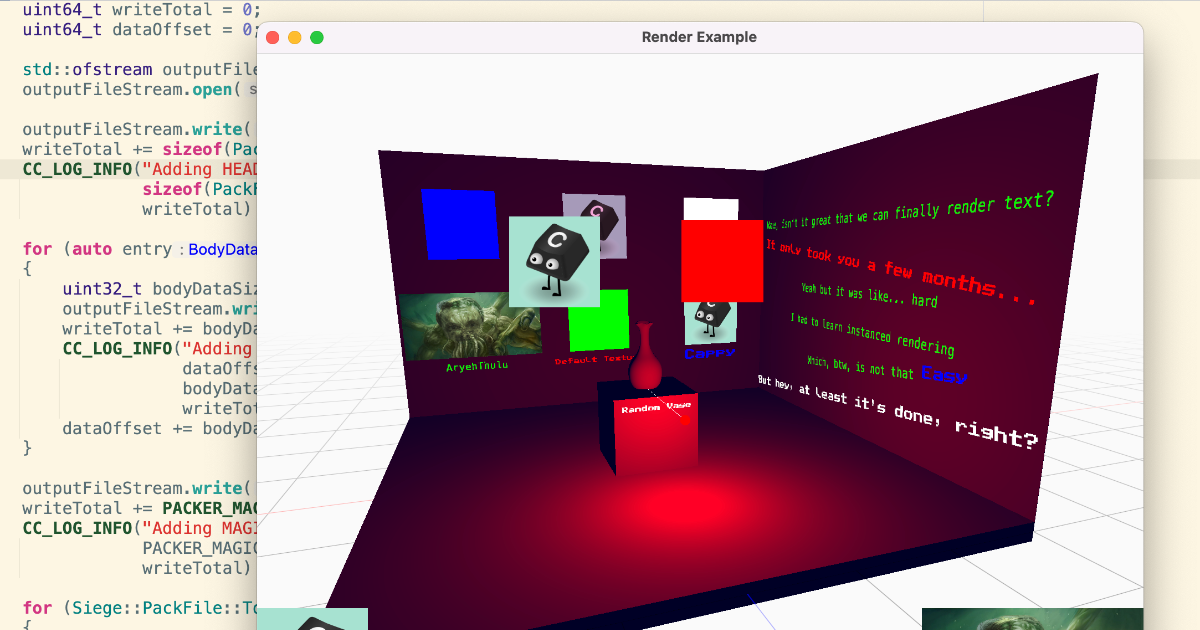 uint64_t writeTotal = 0;
uint64_t dataOffset = 0;
std::ofstream outputFile
outputFileStream.open( s
outputFileStream.write(
writeTotal += sizeof(Pac
CC_LOG_INFO("Adding HEAD
sizeof(PackF
writeTotal)
for (auto entry : BodyData
{
uint32_t bodyDataSiz
outputFileStream.wri
writeTotal += bodyDa
CC_LOG_INFO("Adding
dataOffs
bodyData
writeTot
dataOffset += bodyDa
}
outputFileStream.write(
writeTotal += PACKER_MAG
CC_LOG_INFO("Adding MAGI
PACKER_MAGIC
writeTotal)
for (Siege::PackFile::To
{
Render Example
C
C
AryehThulu
Default Textu
Cappy
Random Vase
Wow, isn't it great that we can finally render text?
It only took you a few months...
Yeah but it was like... hard
I had to learn instanced rendering
Which, btw, is not that Easy
But hey, at least it's done, right?